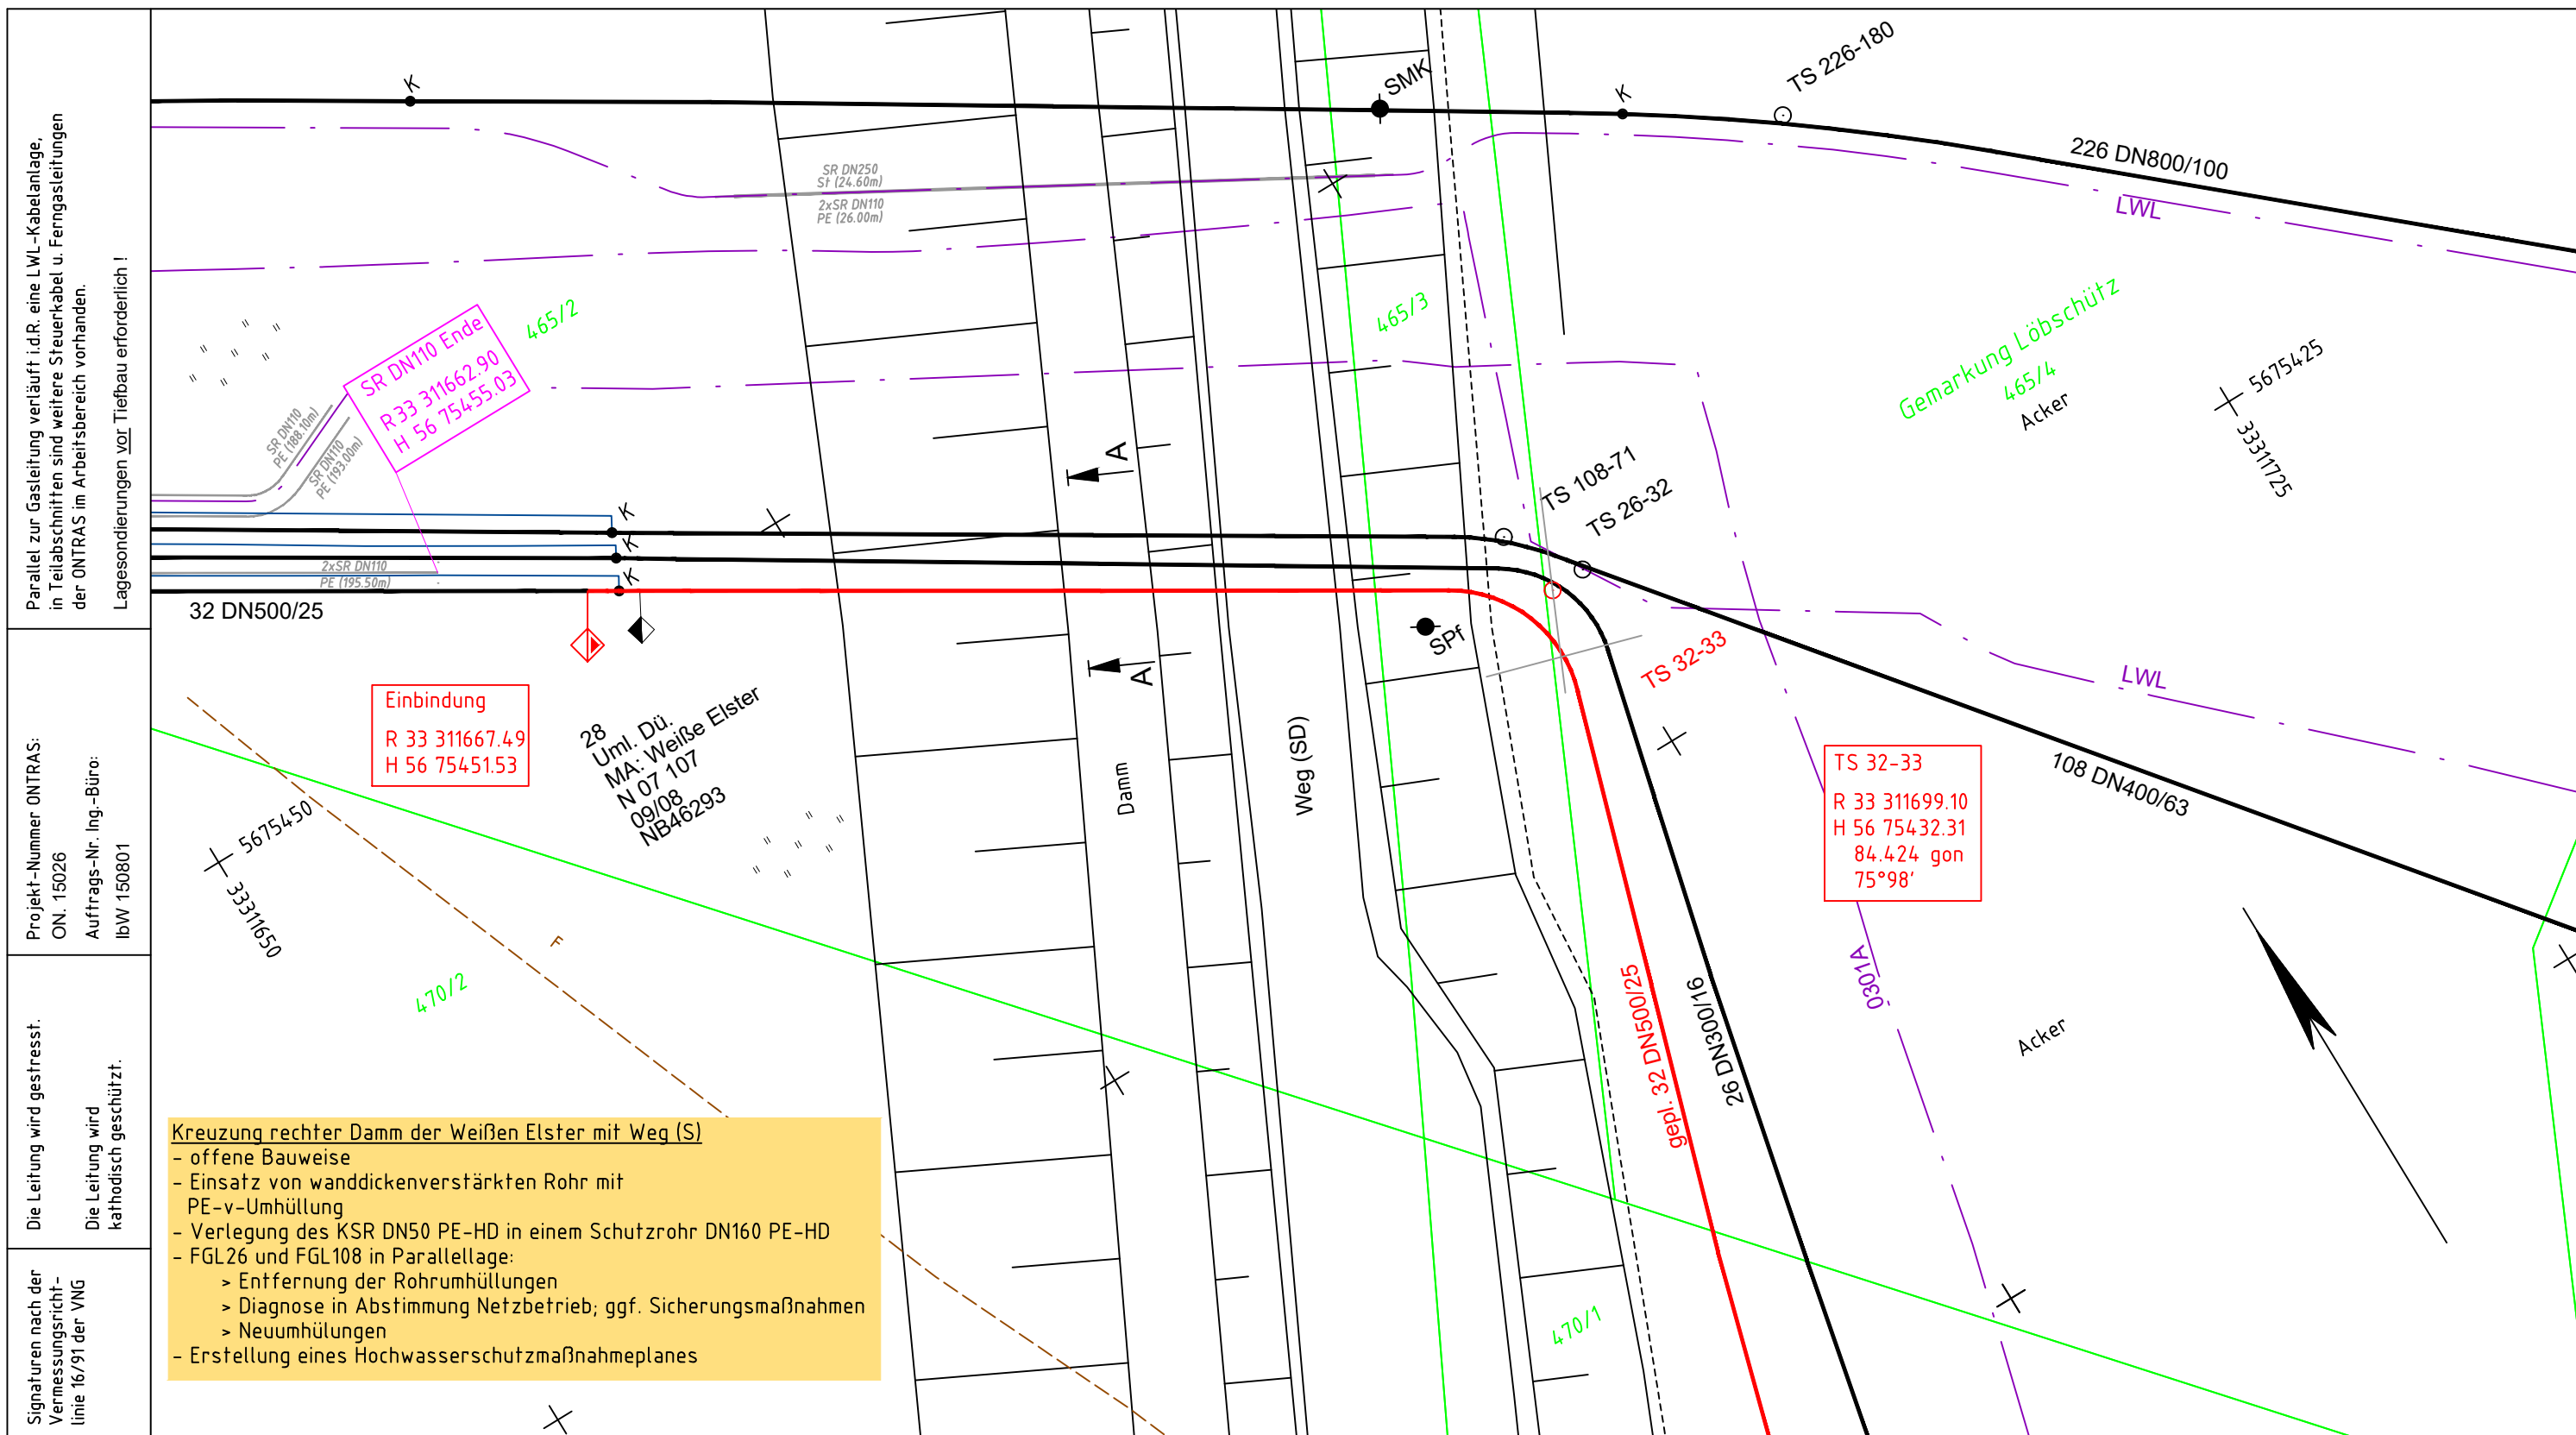 Parallel zur Gasleitung verläuft i.d.R. eine LWL-Kabelanlage,
in Teilabschnitten sind weitere Steuerkabel u. Ferngasleitungen
der ONTRAS im Arbeitsbereich vorhanden.
Lagesondierungen vor Tiefbau erforderlich !
Projekt-Nummer ONTRAS:
ON. 15026
Auftrags-Nr. Ing.-Büro:
IbW 150801
Die Leitung wird gestresst.
Die Leitung wird
kathodisch geschützt.
Signaturen nach der
Vermessungsricht-
linie 16/91 der VNG
K
SMK
K
TS 226-180
226 DN800/100
LWL
SR DN250
St (24.60m)
2xSR DN110
PE (26.00m)
465/2
465/3
Gemarkung Löbschütz
465/4
Acker
5675425
33311725
SR DN110 Ende
R 33 311662.90
H 56 75455.03
SR DN110
PE (188.10m)
SR DN110
PE (193.00m)
A
TS 108-71
TS 26-32
K
K
K
2xSR DN110
PE (195.50m)
32 DN500/25
SPf
A
TS 32-33
LWL
Einbindung
R 33 311667.49
H 56 75451.53
28
Uml. Dü.
MA: Weiße Elster
N 07 107
09/08
NB46293
Damm
Weg (SD)
TS 32-33
R 33 311699.10
H 56 75432.31
84.424 gon
75°98'
108 DN400/63
5675450
33311650
F
470/2
gepl. 32 DN500/25
26 DN300/16
0301A
Acker
Kreuzung rechter Damm der Weißen Elster mit Weg (S)
- offene Bauweise
- Einsatz von wanddickenverstärkten Rohr mit
PE-v-Umhüllung
- Verlegung des KSR DN50 PE-HD in einem Schutzrohr DN160 PE-HD
- FGL26 und FGL108 in Parallellage:
> Entfernung der Rohrumhüllungen
> Diagnose in Abstimmung Netzbetrieb; ggf. Sicherungsmaßnahmen
> Neuumhülungen
- Erstellung eines Hochwasserschutzmaßnahmeplanes
470/1